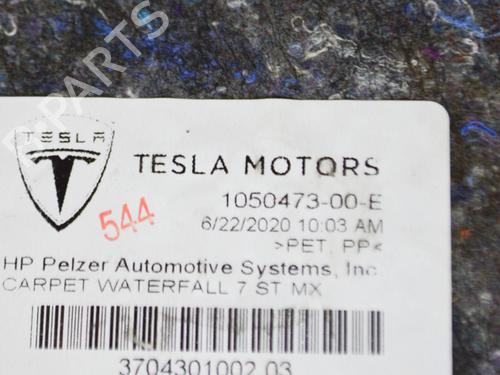 TESLA
TESLA MOTORS
544
1050473-00-E
6/22/2020 10:03 AM
>PET, PP<
HP Pelzer Automotive Systems, Inc.
CARPET WATERFALL 7 ST MX
3704301002 03